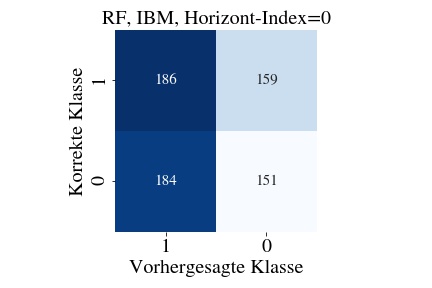 RF, IBM, Horizont-Index=0
Korrekte Klasse
1
186
159
0
184
151
1
0
Vorhergesagte Klasse